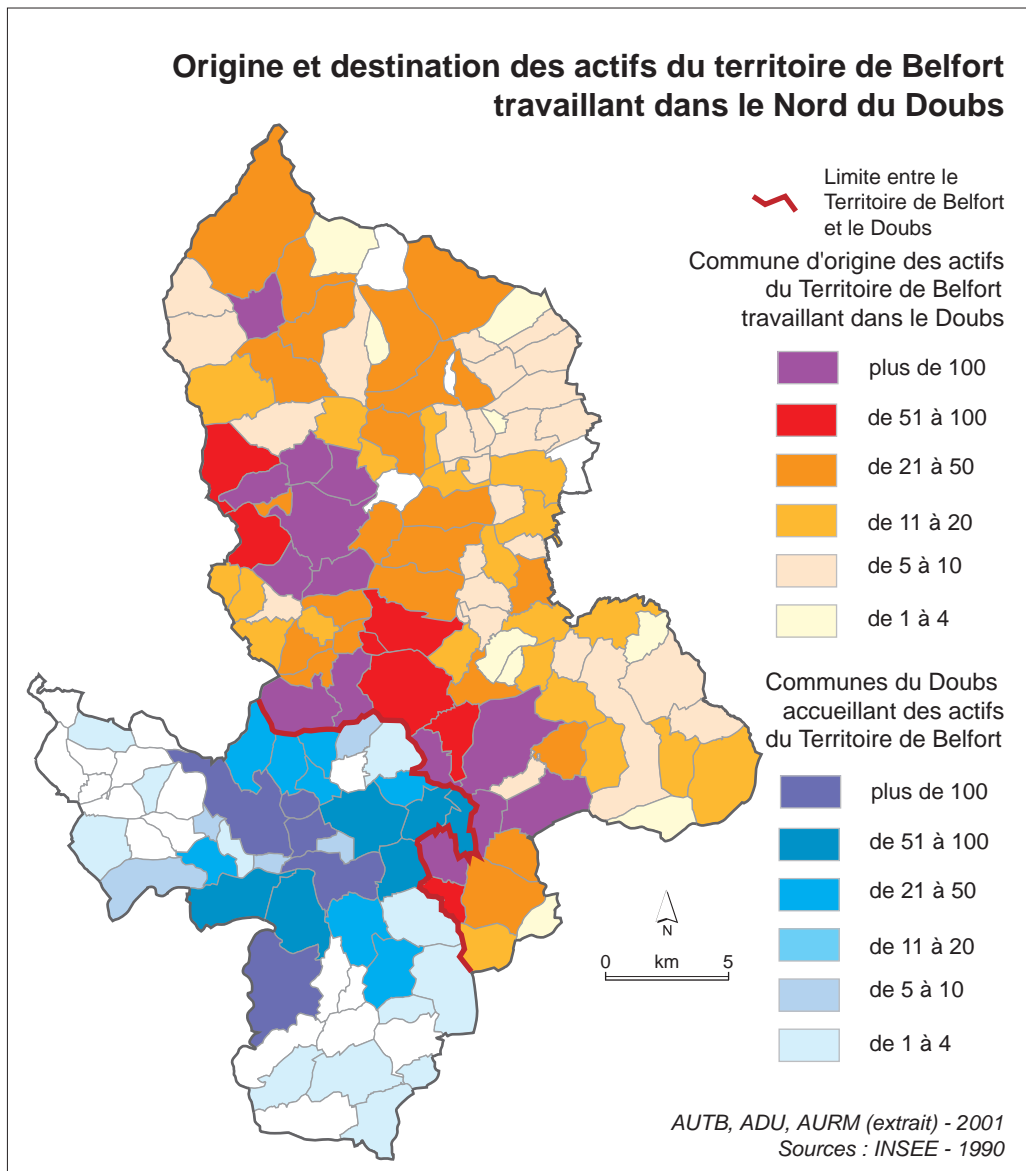 Origine et destination des actifs du territoire de Belfort
travaillant dans le Nord du Doubs
Limite entre le
Territoire de Belfort
et le Doubs
Commune d'origine des actifs
du Territoire de Belfort
travaillant dans le Doubs
plus de 100
de 51 à 100
de 21 à 50
de 11 à 20
de 5 à 10
de 1 à 4
Communes du Doubs
accueillant des actifs
du Territoire de Belfort
plus de 100
de 51 à 100
de 21 à 50
de 11 à 20
de 5 à 10
de 1 à 4
N
0 km 5
AUTB, ADU, AURM (extrait) - 2001
Sources : INSEE - 1990